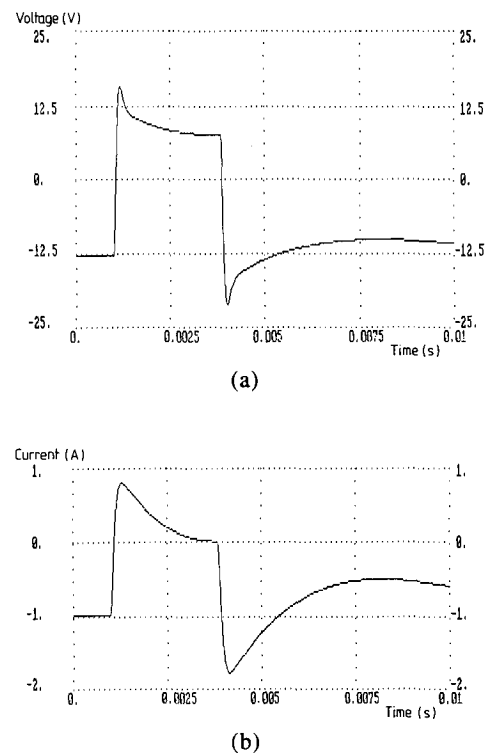 Voltage (V)
25. 25.
12.5 12.5
0. 0.
-12.5 -12.5
-25. -25.
0. 0.0025 0.005 0.0075 0.01
Time (s)
(a)
Current (A)
1. 1.
0. 0.
-1. -1.
-2. -2.
0. 0.0025 0.005 0.0075 0.01
Time (s)
(b)